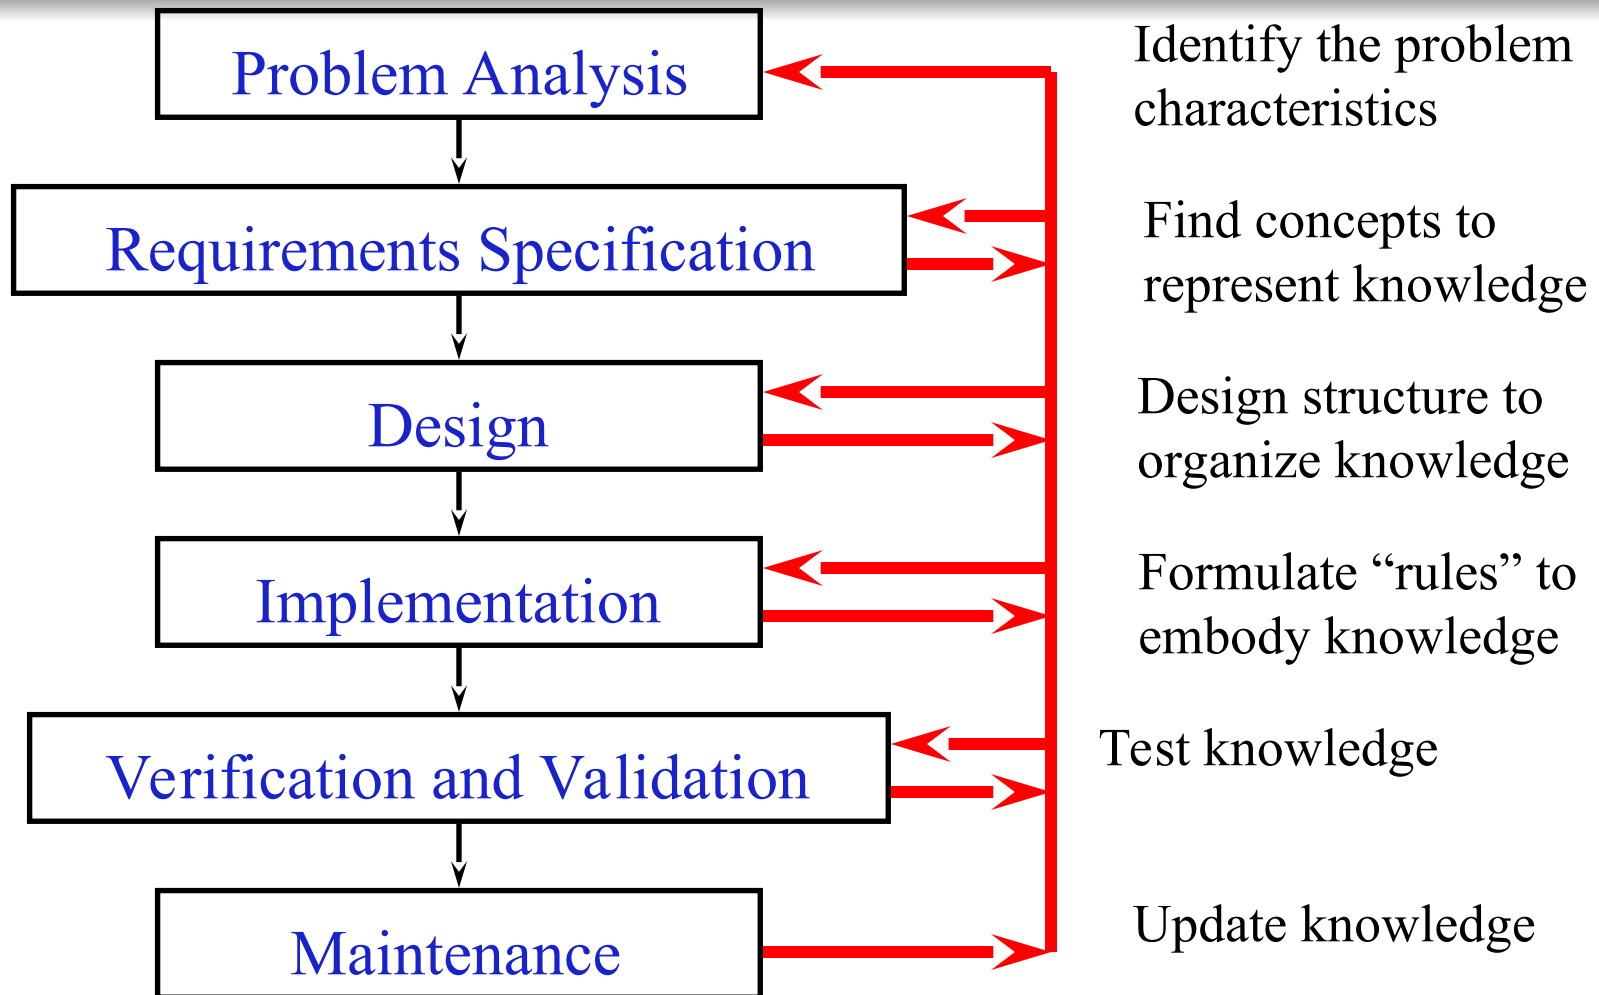 Problem Analysis
Identify the problem
characteristics
Requirements Specification
Find concepts to
represent knowledge
Design
Design structure to
organize knowledge
Implementation
Formulate “rules” to
embody knowledge
Verification and Validation
Test knowledge
Maintenance
Update knowledge